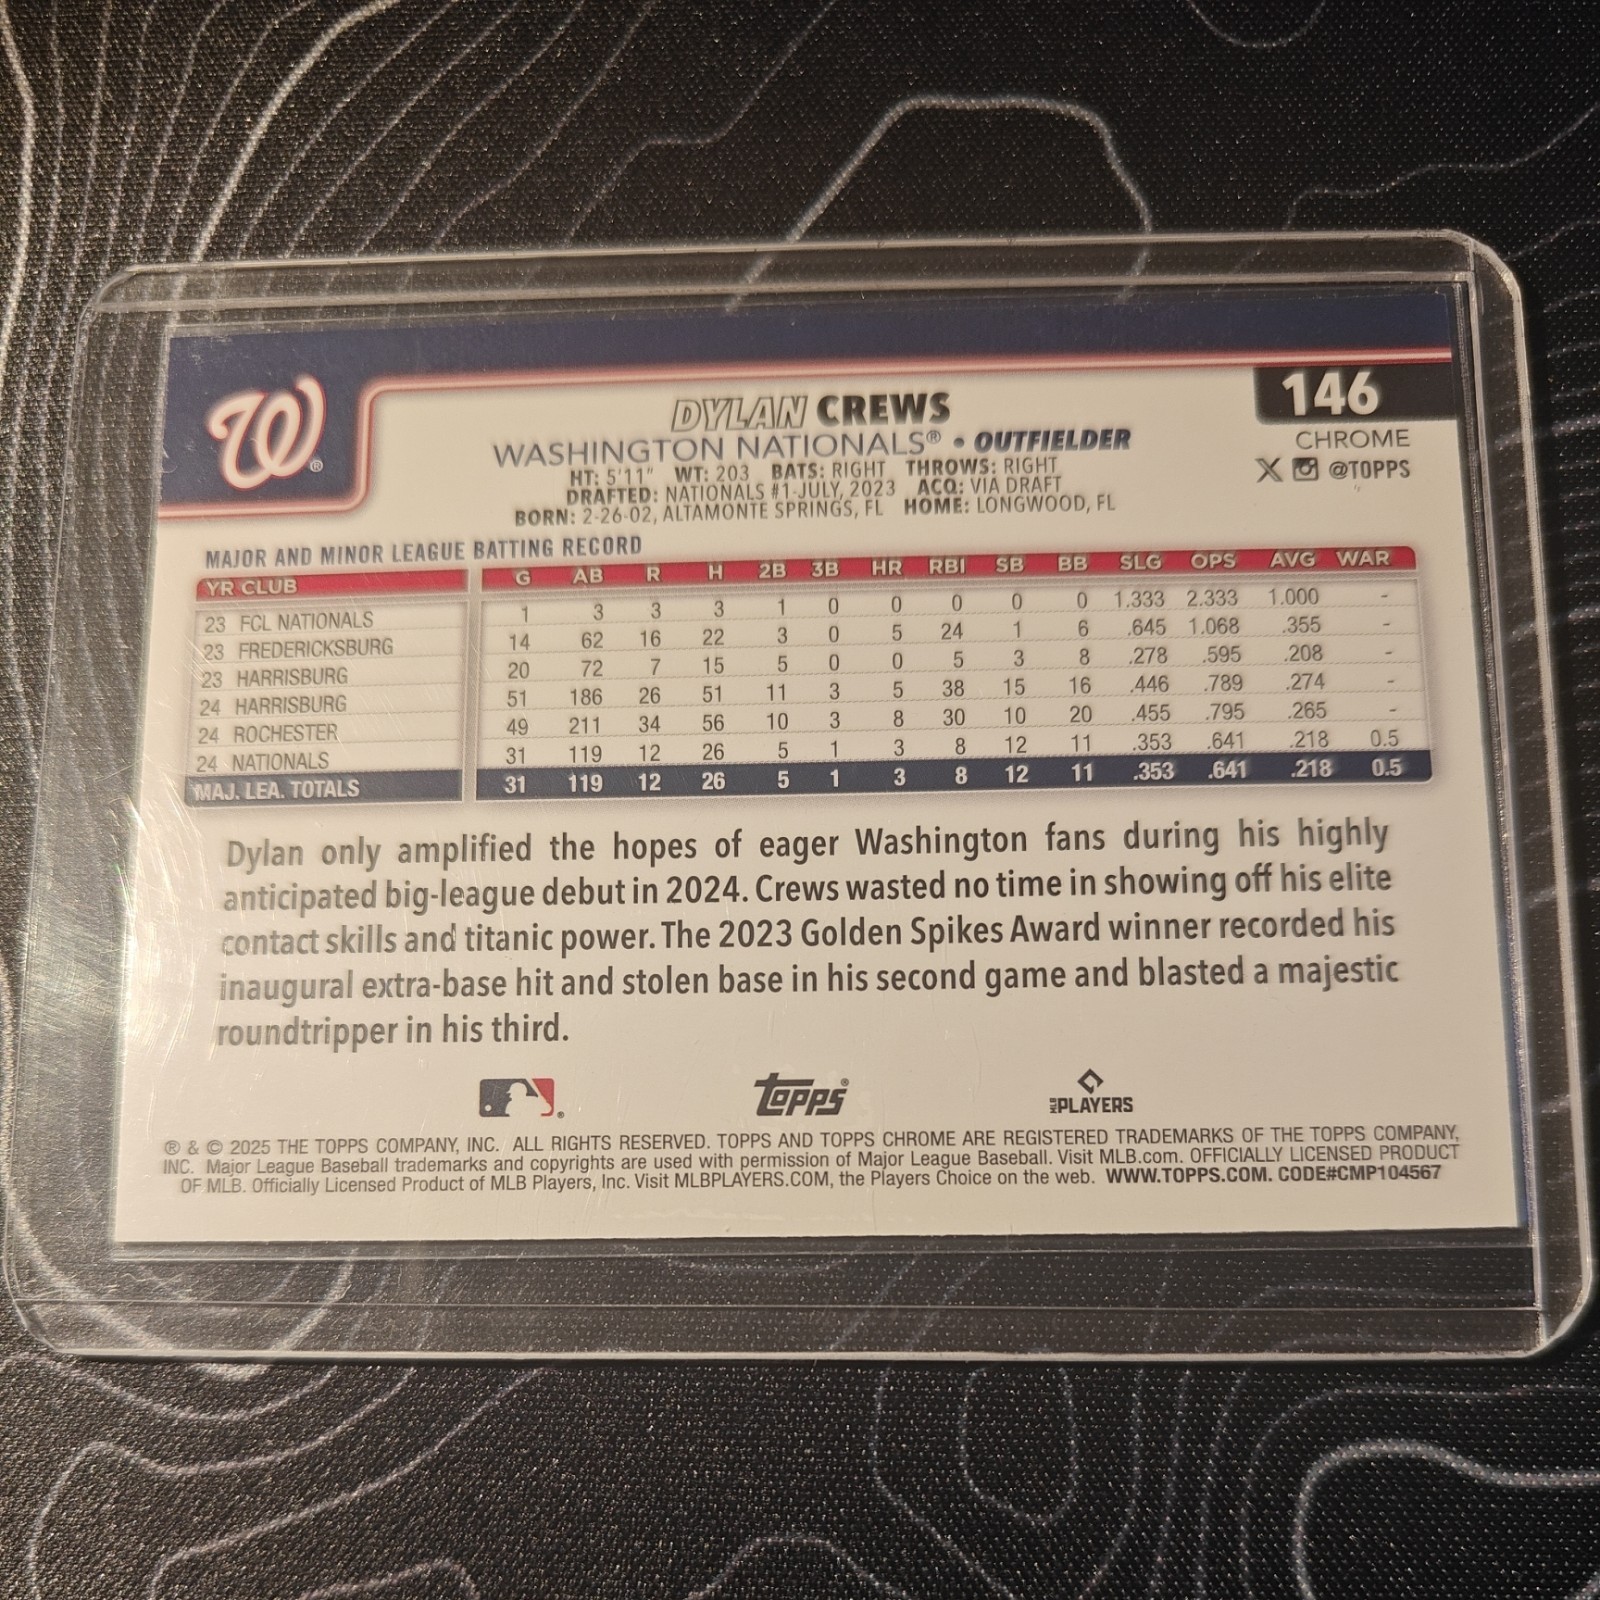 W®
DYLAN CREWS
146
WASHINGTON NATIONALS® • OUTFIELDER
CHROME
HT: 5'11" WT: 203 BATS: RIGHT THROWS: RIGHT
X @TOPPS
DRAFTED: NATIONALS #1-JULY, 2023 ACQ: VIA DRAFT
BORN: 2-26-02, ALTAMONTE SPRINGS, FL HOME: LONGWOOD, FL
MAJOR AND MINOR LEAGUE BATTING RECORD
YR CLUB G AB R H 2B 3B HR RBI SB BB SLG OPS AVG WAR
23 FCL NATIONALS 1 3 3 3 1 0 0 0 0 0 1.333 2.333 1.000 -
23 FREDERICKSBURG 14 62 16 22 3 0 5 24 1 6 .645 1.068 .355 -
23 HARRISBURG 20 72 7 15 5 0 0 5 3 8 .278 .595 .208 -
24 HARRISBURG 51 186 26 51 11 3 5 38 15 16 .446 .789 .274 -
24 ROCHESTER 49 211 34 56 10 3 8 30 10 20 .455 .795 .265 -
24 NATIONALS 31 119 12 26 5 1 3 8 12 11 .353 .641 .218 0.5
MAJ. LEA. TOTALS 31 119 12 26 5 1 3 8 12 11 .353 .641 .218 0.5
Dylan only amplified the hopes of eager Washington fans during his highly
anticipated big-league debut in 2024. Crews wasted no time in showing off his elite
contact skills and titanic power. The 2023 Golden Spikes Award winner recorded his
inaugural extra-base hit and stolen base in his second game and blasted a majestic
roundtripper in his third.
® Topps® MLB PLAYERS
® & © 2025 THE TOPPS COMPANY, INC. ALL RIGHTS RESERVED. TOPPS AND TOPPS CHROME ARE REGISTERED TRADEMARKS OF THE TOPPS COMPANY,
INC. Major League Baseball trademarks and copyrights are used with permission of Major League Baseball. Visit MLB.com. OFFICIALLY LICENSED PRODUCT
OF MLB. Officially Licensed Product of MLB Players, Inc. Visit MLBPLAYERS.COM, the Players Choice on the web. WWW.TOPPS.COM. CODE#CMP104567